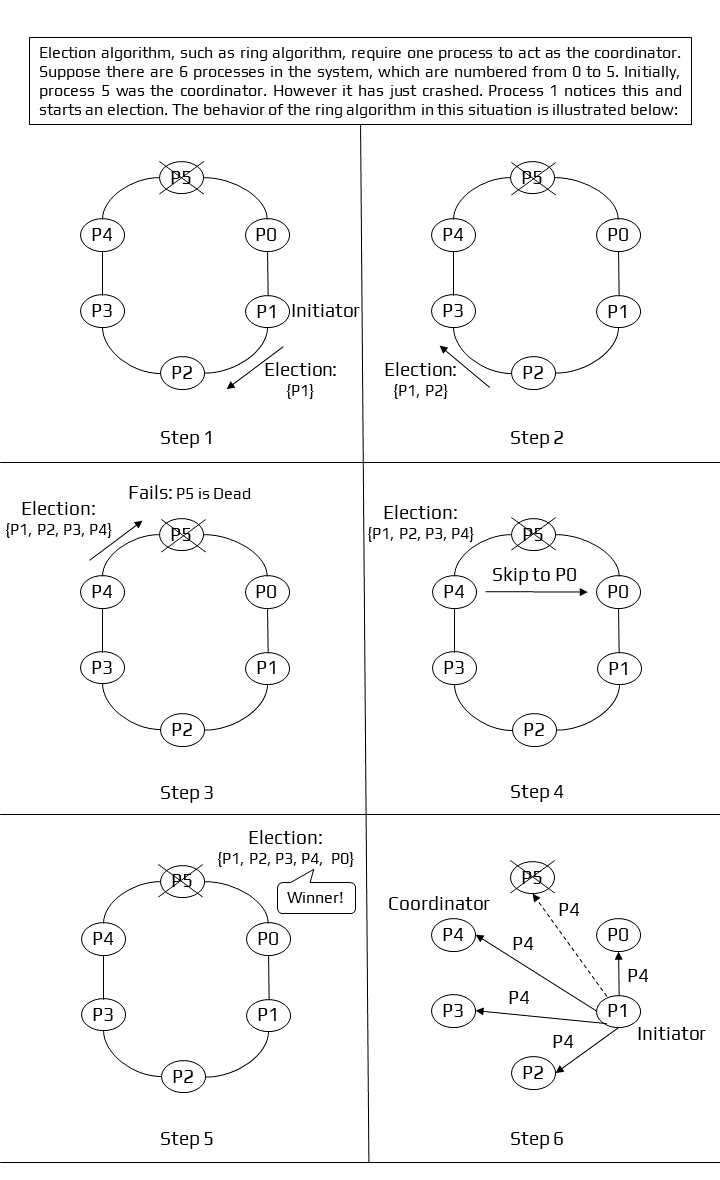 Election algorithm, such as ring algorithm, require one process to act as the coordinator.
Suppose there are 6 processes in the system, which are numbered from 0 to 5. Initially,
process 5 was the coordinator. However it has just crashed. Process 1 notices this and
starts an election. The behavior of the ring algorithm in this situation is illustrated below:
P5
P4
P0
P3
P1
Initiator
P2
Election:
{P1}
Step 1
P5
P4
P0
P3
P1
P2
Election:
{P1, P2}
Step 2
Fails: P5 is Dead
Election:
{P1, P2, P3, P4}
P5
P4
P0
P3
P1
P2
Step 3
Election:
{P1, P2, P3, P4}
P5
Skip to P0
P4
P0
P3
P1
P2
Step 4
Election:
{P1, P2, P3, P4, P0}
Winner!
P5
P4
P0
P3
P1
P2
Step 5
P5
Coordinator
P4
P4
P4
P0
P4
P3
P4
P1
Initiator
P4
P2
Step 6